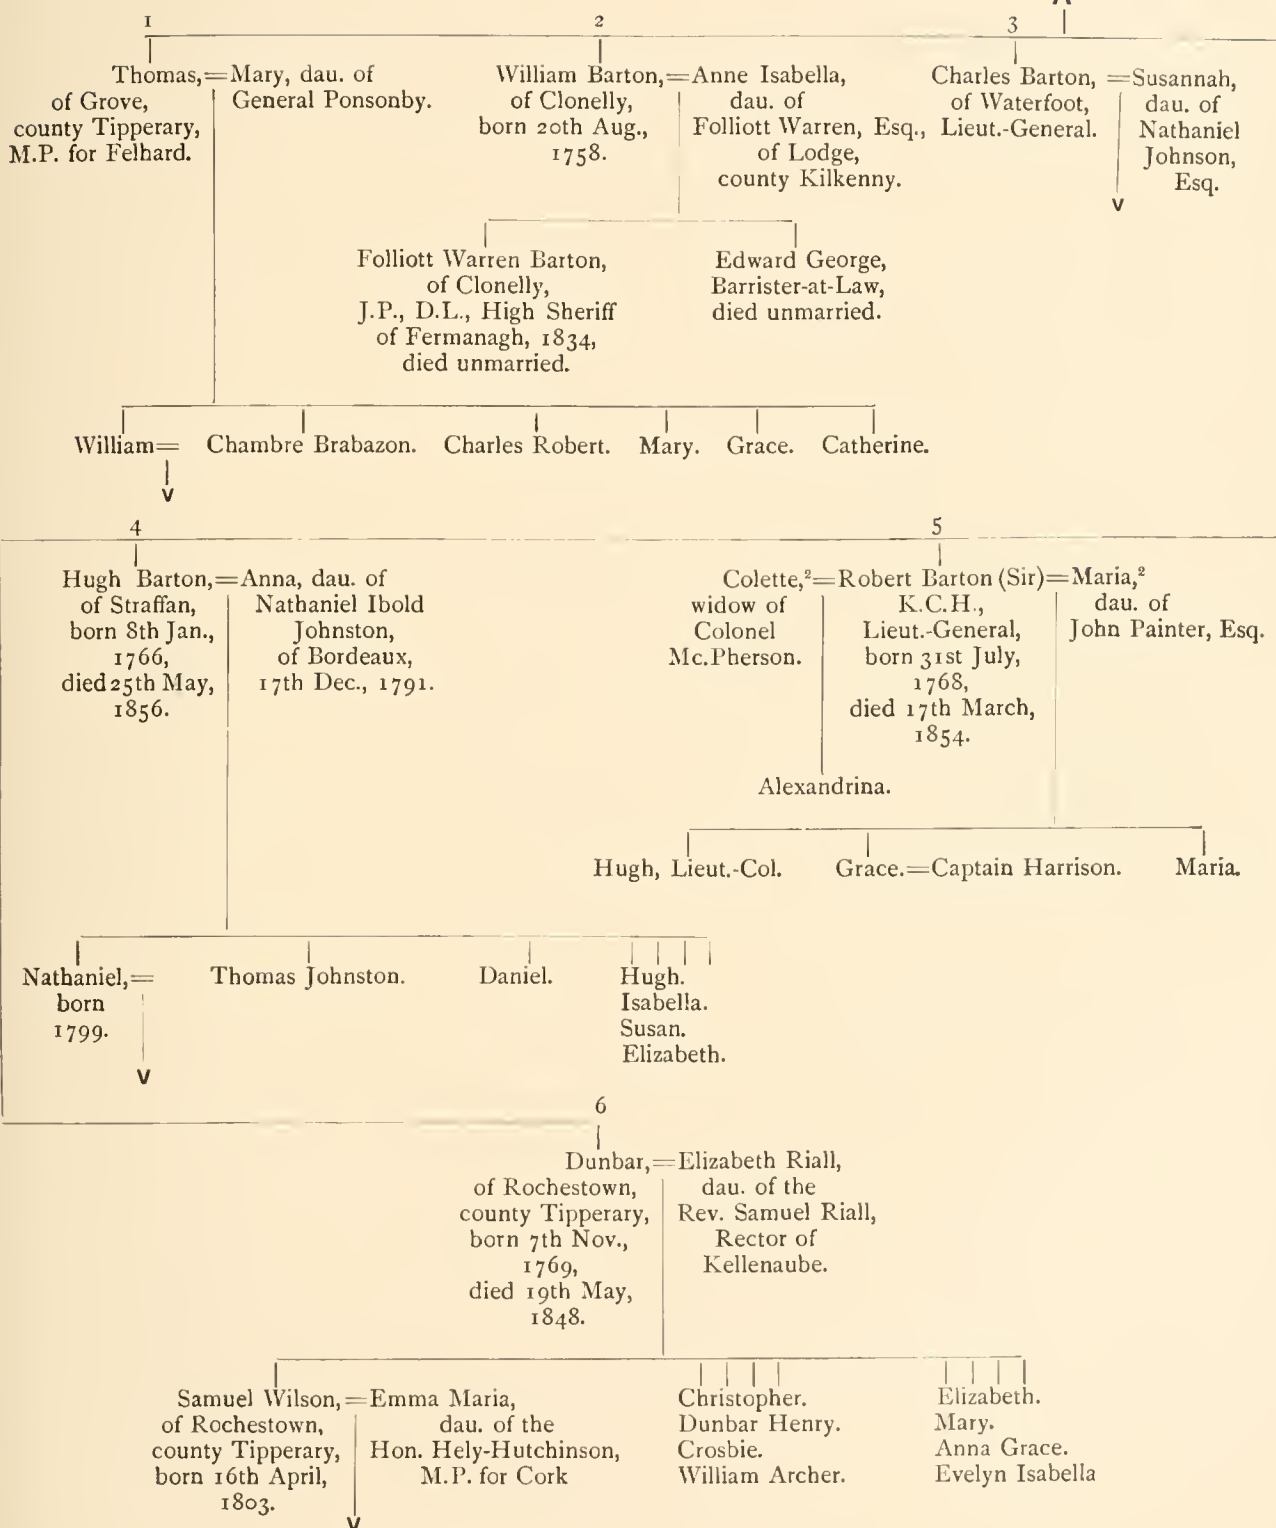 1
2
3
Thomas,=Mary, dau. of
of Grove, General Ponsonby.
county Tipperary,
M.P. for Felhard.
William Barton,=Anne Isabella,
of Clonelly, dau. of
born 20th Aug., Folliott Warren, Esq.,
1758. of Lodge,
county Kilkenny.
Charles Barton, =Susannah,
of Waterfoot, dau. of
Lieut.-General. Nathaniel
Johnson,
Esq.
Folliott Warren Barton,
of Clonelly,
J.P., D.L., High Sheriff
of Fermanagh, 1834,
died unmarried.
Edward George,
Barrister-at-Law,
died unmarried.
William= Chambre Brabazon. Charles Robert. Mary. Grace. Catherine.
4
5
Hugh Barton,=Anna, dau. of
of Straffan, Nathaniel Ibold
born 8th Jan., Johnston,
1766, of Bordeaux,
died 25th May, 17th Dec., 1791.
1856.
Colette,²=Robert Barton (Sir)=Maria,²
widow of K.C.H., dau. of
Colonel Lieut.-General, John Painter, Esq.
Mc.Pherson. born 31st July,
1768,
died 17th March,
1854.
Alexandrina.
Hugh, Lieut.-Col. Grace.=Captain Harrison. Maria.
Nathaniel,= Thomas Johnston. Daniel. Hugh.
born Isabella.
1799. Susan.
Elizabeth.
6
Dunbar,=Elizabeth Riall,
of Rochestown, dau. of the
county Tipperary, Rev. Samuel Riall,
born 7th Nov., Rector of
1769, Kellenaube.
died 19th May,
1848.
Samuel Wilson,=Emma Maria,
of Rochestown, dau. of the
county Tipperary, Hon. Hely-Hutchinson,
born 16th April, M.P. for Cork
1803.
Christopher.
Dunbar Henry.
Crosbie.
William Archer.
Elizabeth.
Mary.
Anna Grace.
Evelyn Isabella